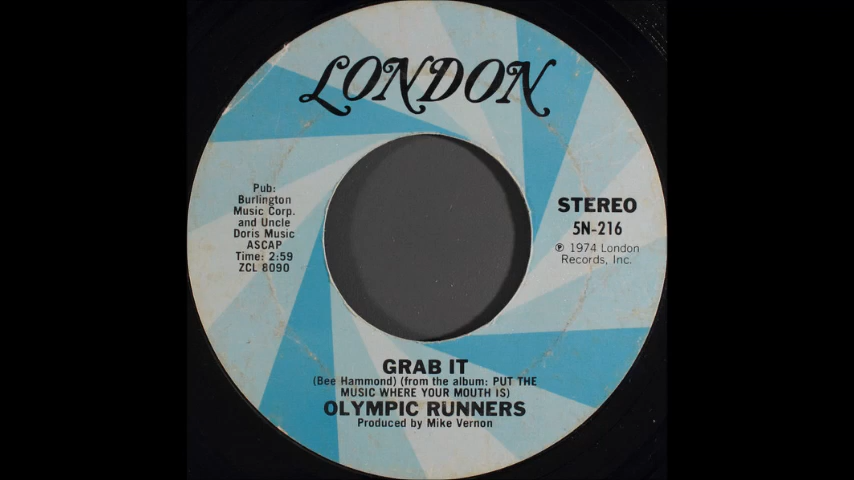 LONDON
Pub:
Burlington
Music Corp.
and Uncle
Doris Music
ASCAP
Time: 2:59
ZCL 8090
STEREO
5N-216
℗ 1974 London
Records, Inc.
GRAB IT
(Bee Hammond) (from the album: PUT THE
MUSIC WHERE YOUR MOUTH IS)
OLYMPIC RUNNERS
Produced by Mike Vernon